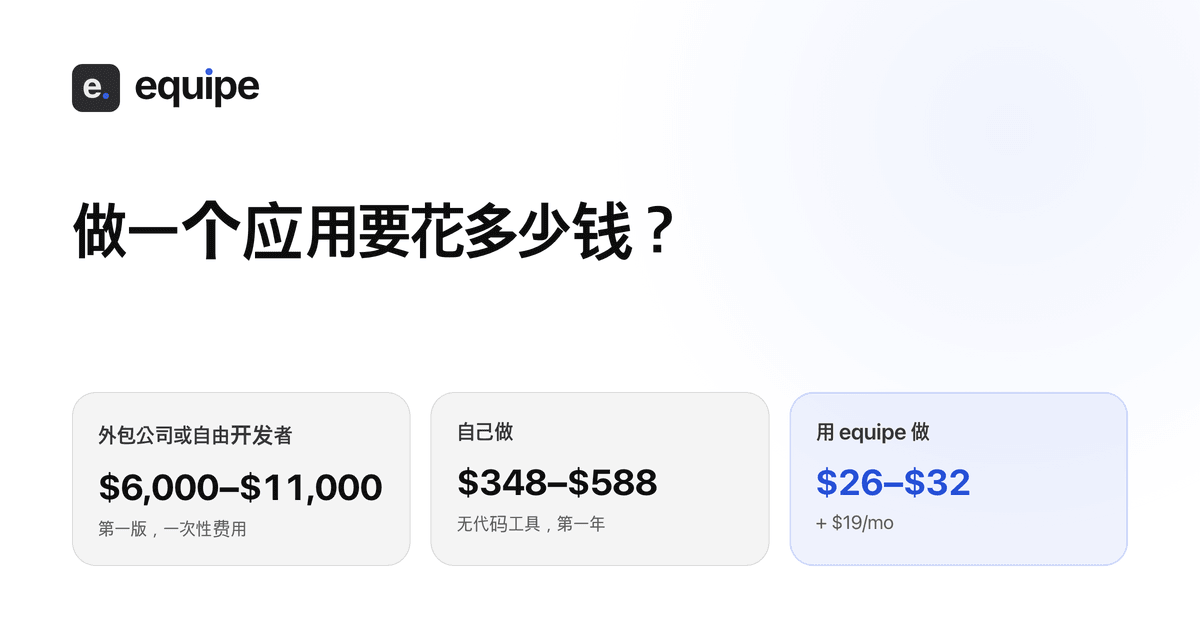 e. equipe
做一个应用要花多少钱？
外包公司或自由开发者
$6,000–$11,000
第一版，一次性费用
自己做
$348–$588
无代码工具，第一年
用 equipe 做
$26–$32
+ $19/mo